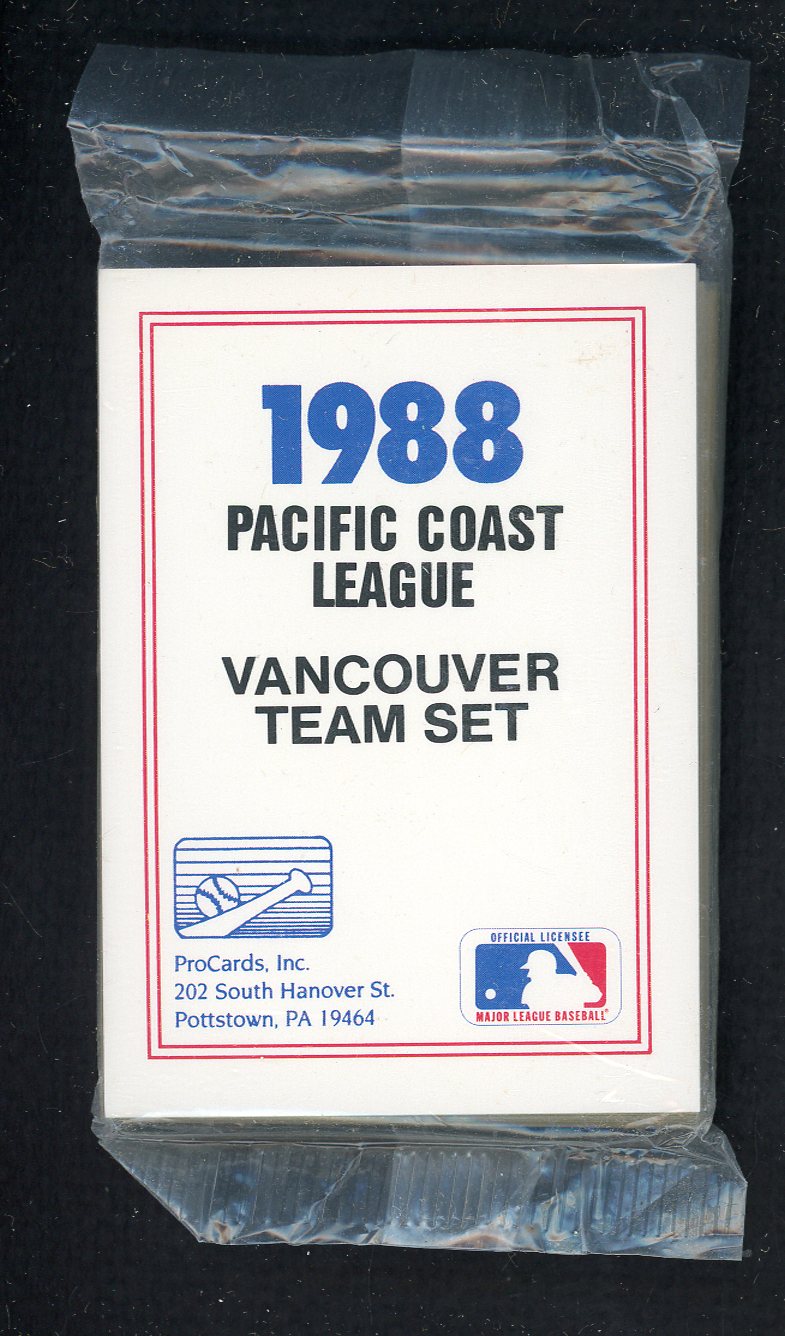 1988
PACIFIC COAST
LEAGUE
VANCOUVER
TEAM SET
ProCards, Inc.
202 South Hanover St.
Pottstown, PA 19464
OFFICIAL LICENSEE
MAJOR LEAGUE BASEBALL®